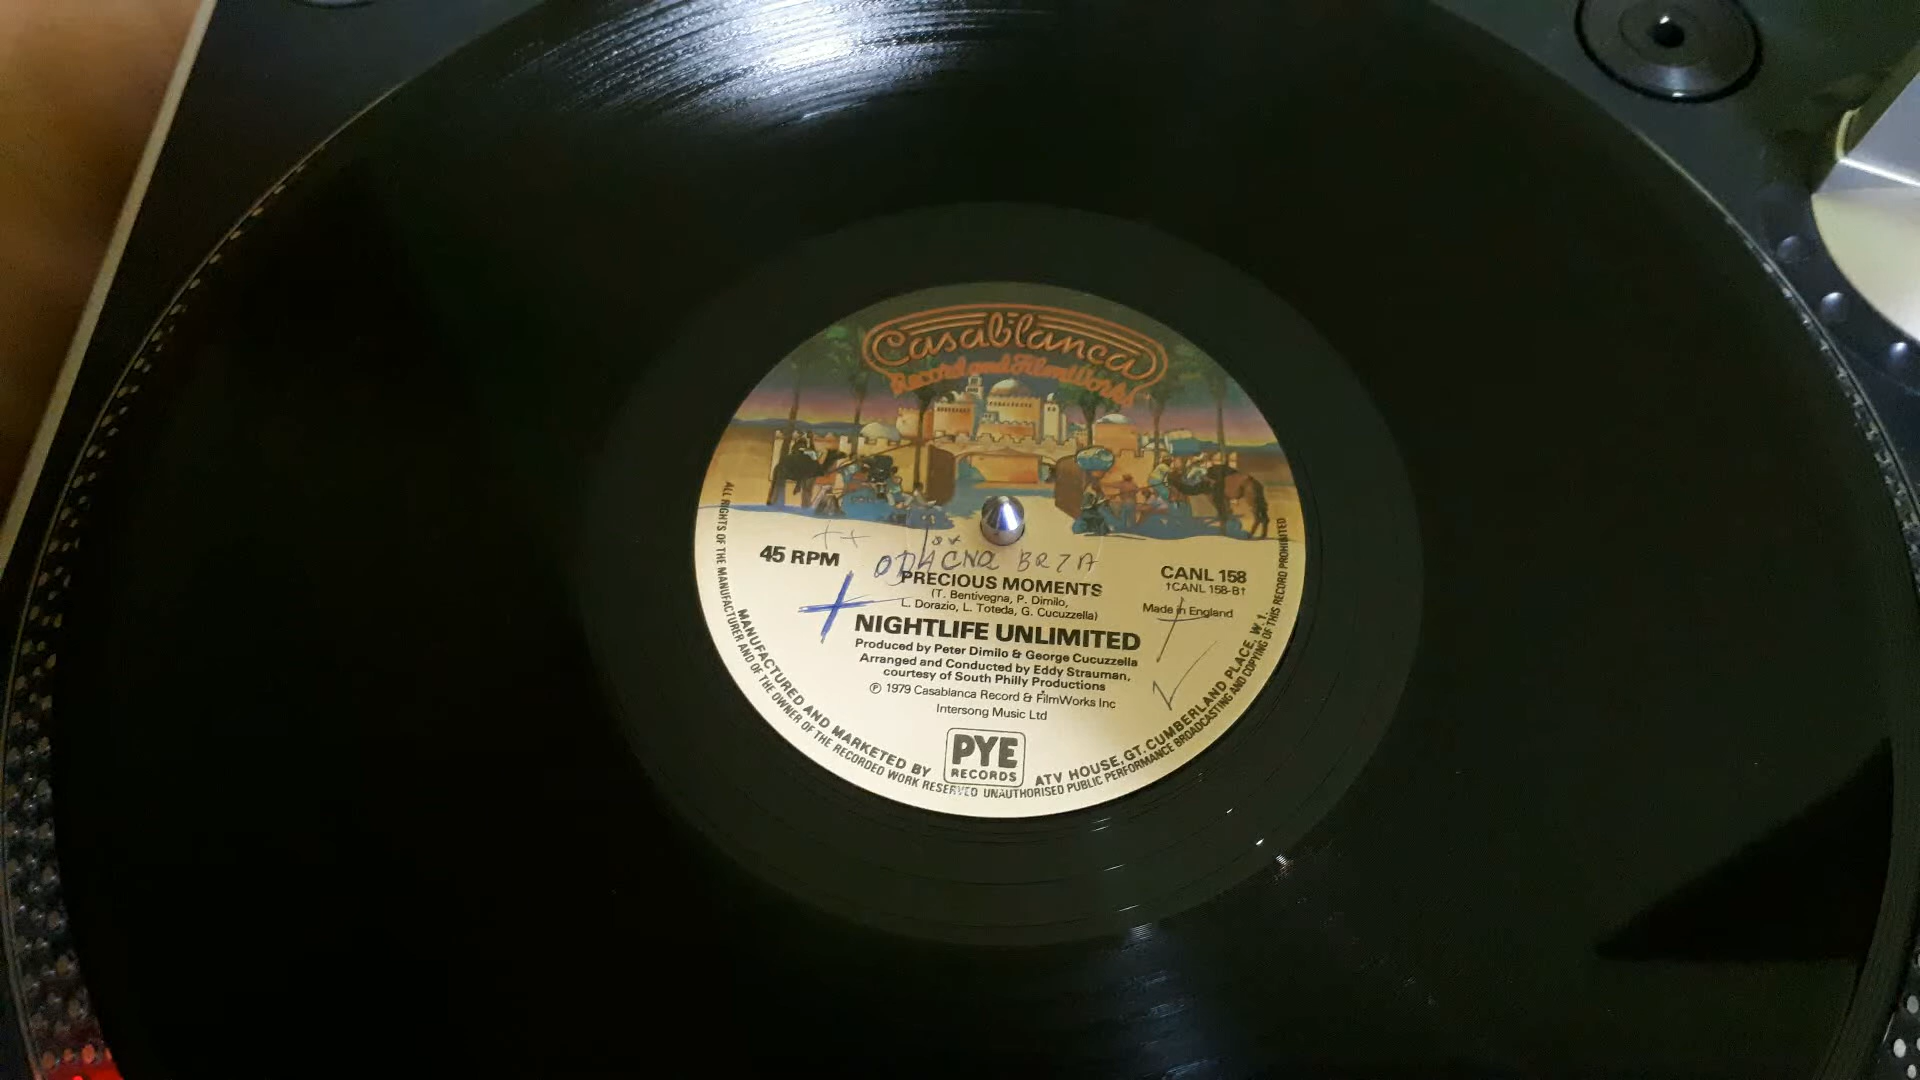 Casablanca
Record and FilmWorks
45 RPM
ODACNA BRZA
PRECIOUS MOMENTS
(T. Bentivegna, P. Dimilo,
L. Dorazio, L. Toteda, G. Cucuzzella)
NIGHTLIFE UNLIMITED
Produced by Peter Dimilo & George Cucuzzella
Arranged and Conducted by Eddy Strauman,
courtesy of South Philly Productions
℗ 1979 Casablanca Record & FilmWorks Inc
Intersong Music Ltd
CANL 158
†CANL 158-B†
Made in England
PYE
RECORDS
MANUFACTURED AND MARKETED BY
ATV HOUSE, GT. CUMBERLAND PLACE, W.1.
ALL RIGHTS OF THE MANUFACTURER AND OF THE OWNER OF THE RECORDED WORK RESERVED UNAUTHORISED PUBLIC PERFORMANCE BROADCASTING AND COPYING OF THIS RECORD PROHIBITED